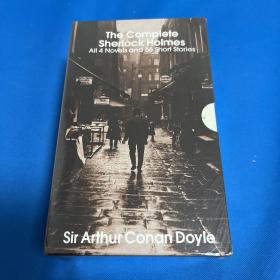 The Complete
Sherlock Holmes
All 4 Novels and 56 Short Stories
Sir Arthur Conan Doyle